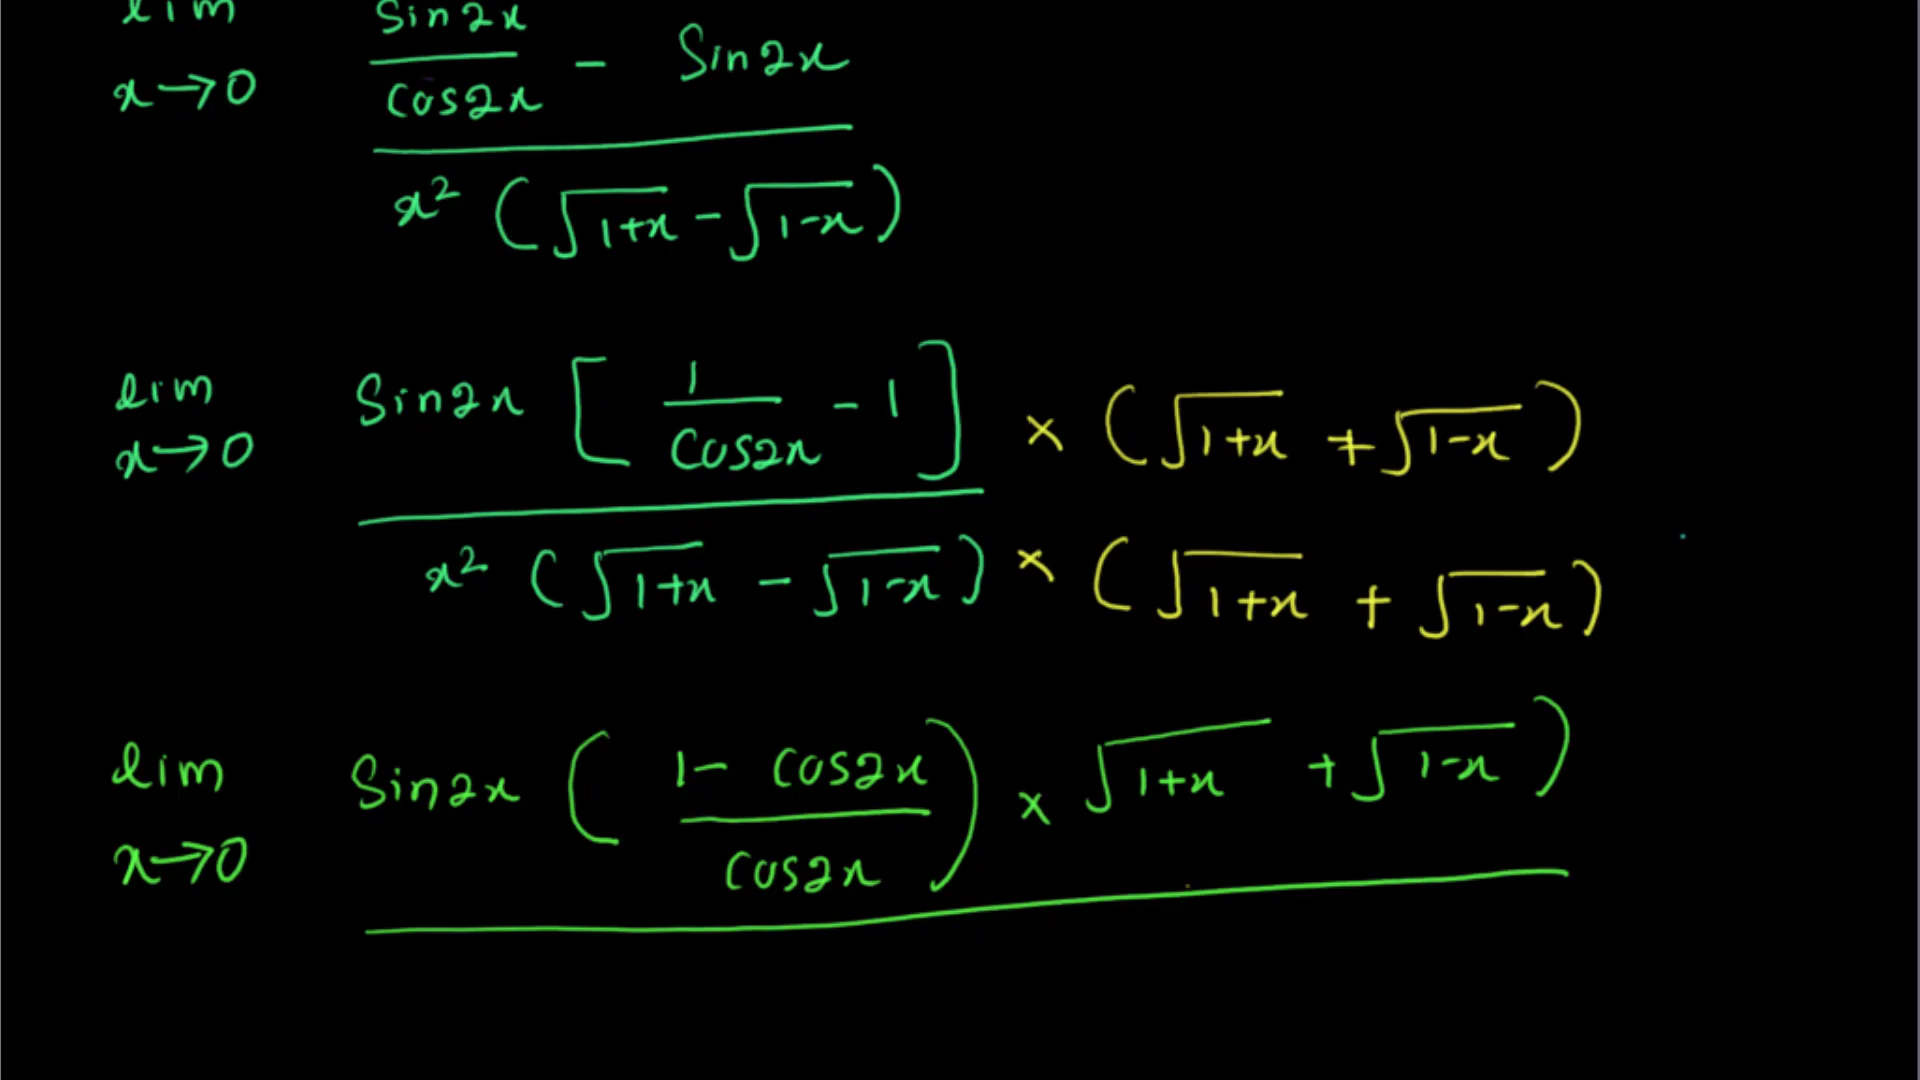 lim sin2x
x→0 cos2x - Sin2x
x² (√1+x - √1-x)
lim Sin2x [ 1/cos2x - 1 ] × (√1+x + √1-x)
x→0
x² (√1+x - √1-x) × (√1+x + √1-x)
lim Sin2x ( 1 - cos2x / cos2x ) × √1+x + √1-x )
x→0